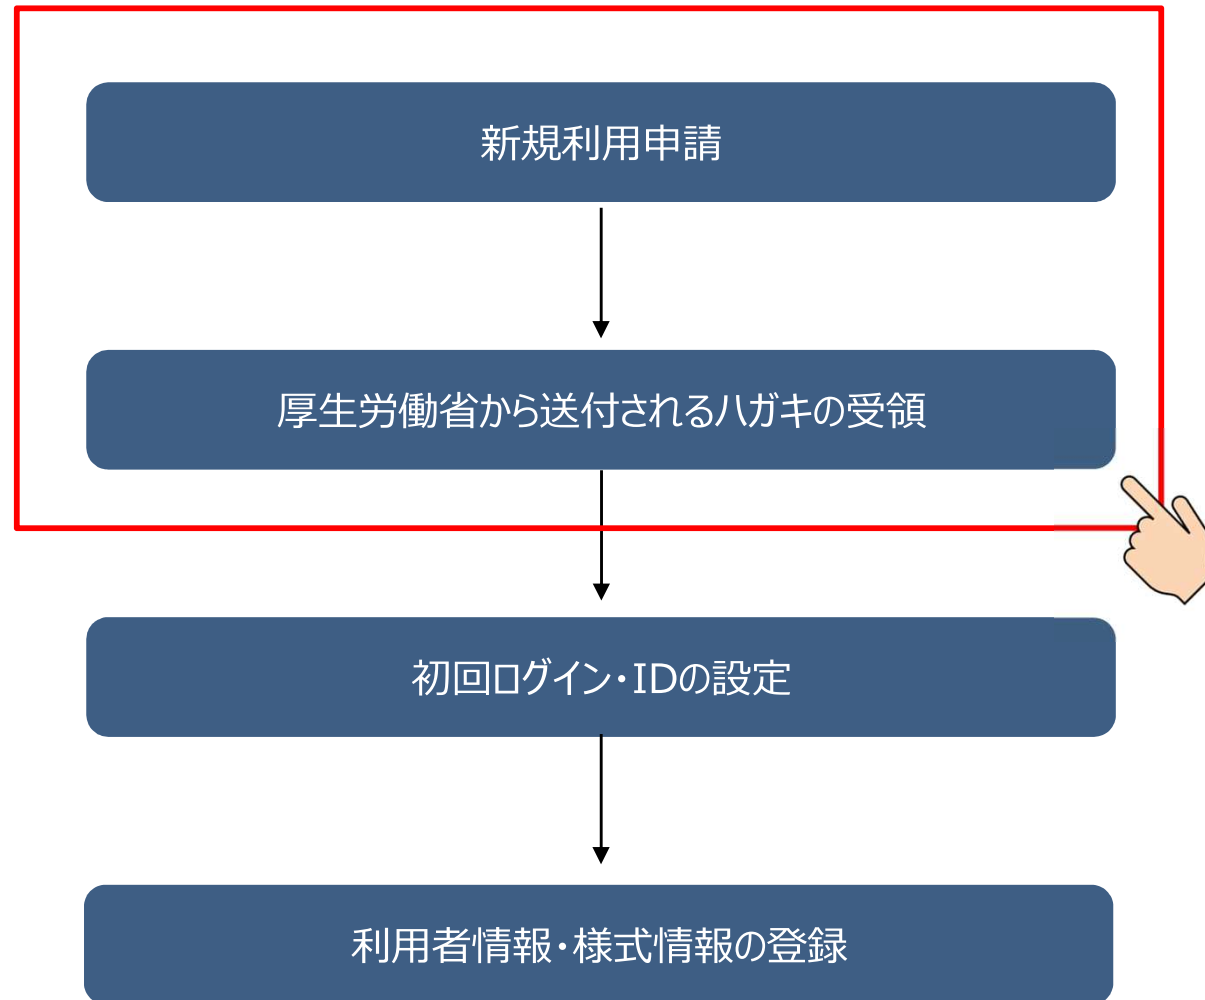 新規利用申請
厚生労働省から送付されるハガキの受領
初回ログイン・IDの設定
利用者情報・様式情報の登録